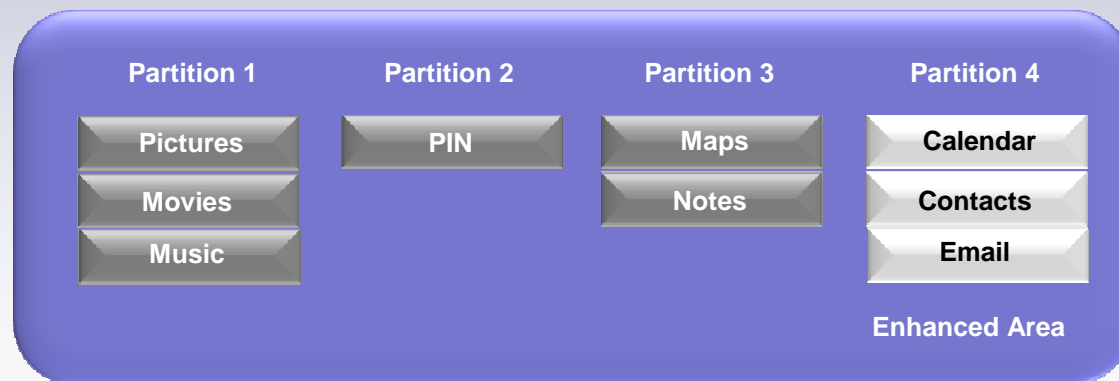 Partition 1
Partition 2
Partition 3
Partition 4
Pictures
PIN
Maps
Calendar
Movies
Notes
Contacts
Music
Email
Enhanced Area